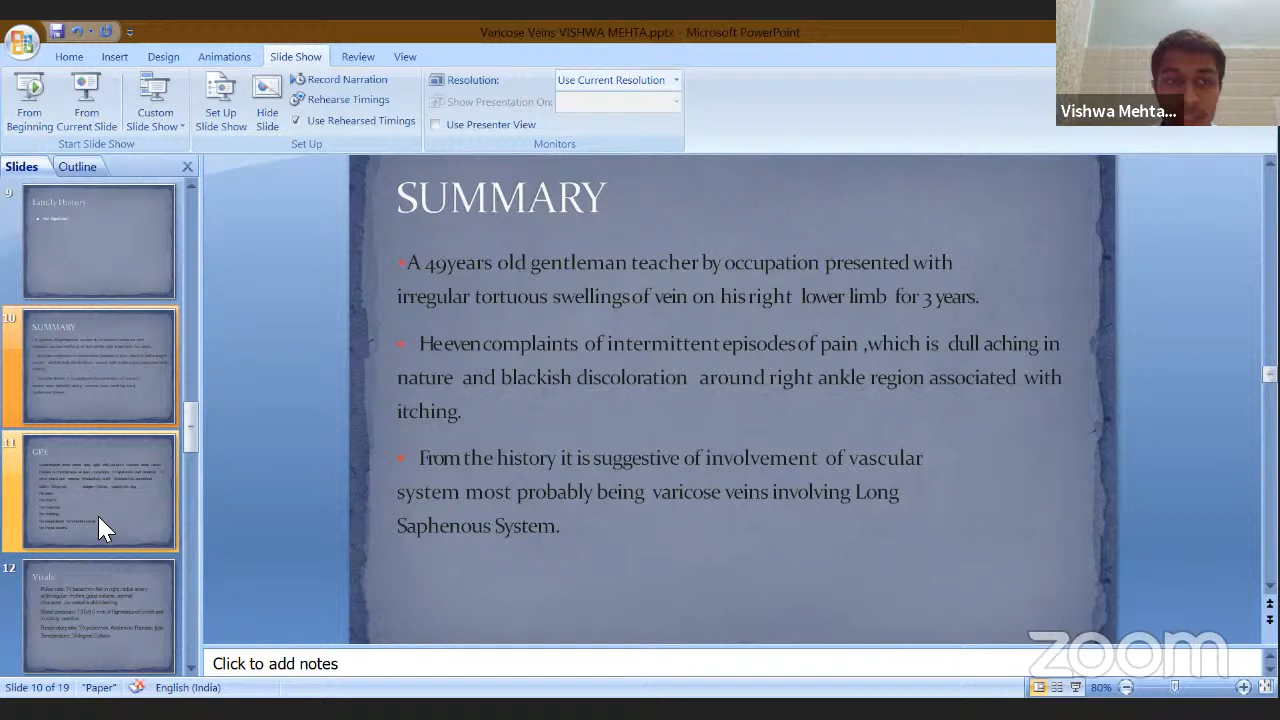 Varicose Veins VISHWA MEHTA.pptx - Microsoft PowerPoint
Home Insert Design Animations Slide Show Review View
From Beginning
From Current Slide
Custom Slide Show
Start Slide Show
Set Up Slide Show
Hide Slide
Record Narration
Rehearse Timings
Use Rehearsed Timings
Set Up
Resolution: Use Current Resolution
Show Presentation On:
Use Presenter View
Monitors
Vishwa Mehta...
Slides Outline
9
Family History
10
SUMMARY
11
GPE
12
Vitals
SUMMARY
•A 49years old gentleman teacher by occupation presented with
irregular tortuous swellings of vein on his right lower limb for 3 years.
• He even complaints of intermittent episodes of pain ,which is dull aching in
nature and blackish discoloration around right ankle region associated with
itching.
• From the history it is suggestive of involvement of vascular
system most probably being varicose veins involving Long
Saphenous System.
Click to add notes
zoom
Slide 10 of 19 "Paper" English (India) 80%